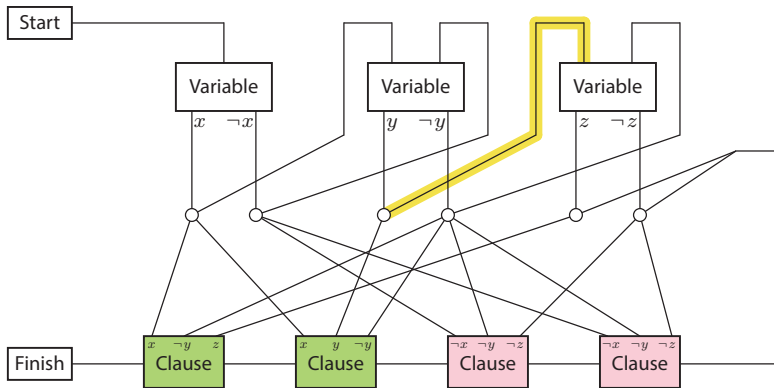 Start
Variable Variable Variable
x ¬x y ¬y z ¬z
x ¬y z x y ¬y ¬x ¬y ¬z ¬x ¬y ¬z
Finish Clause Clause Clause Clause